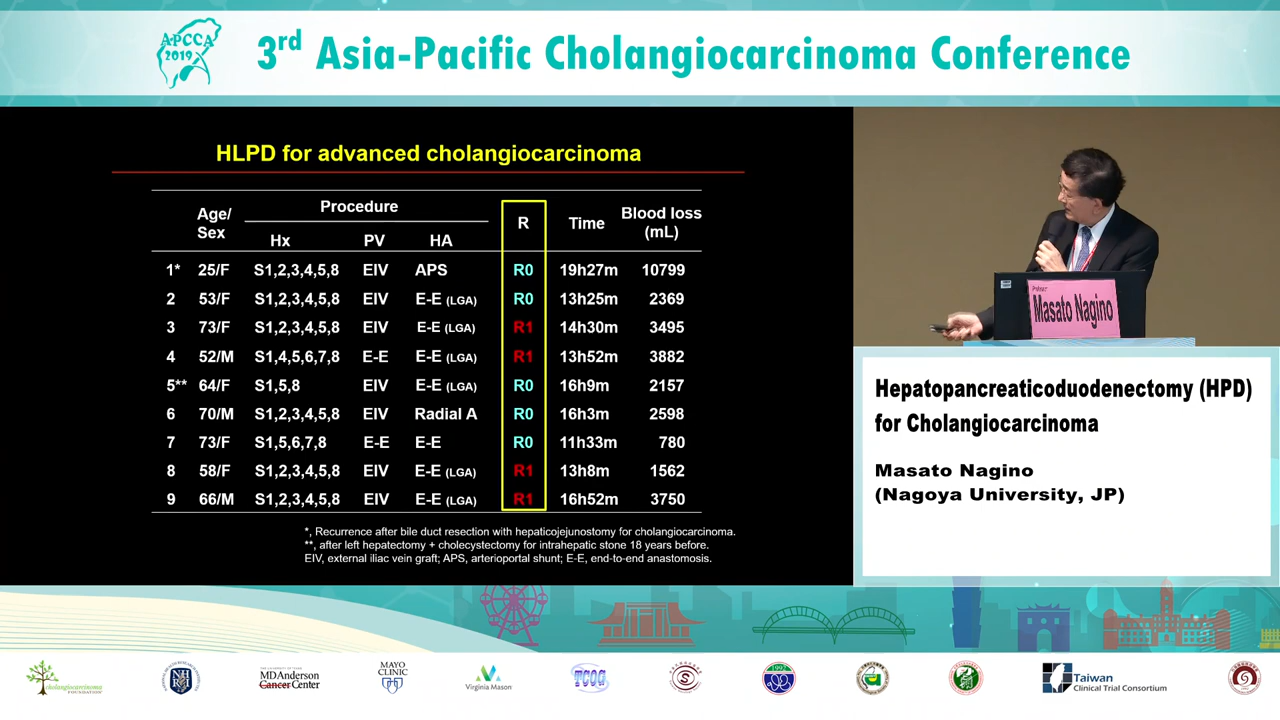 APCCA
2019
3rd Asia-Pacific Cholangiocarcinoma Conference
HLPD for advanced cholangiocarcinoma
Age/
Sex
Procedure
R
Time
Blood loss
(mL)
Hx PV HA
1* 25/F S1,2,3,4,5,8 EIV APS R0 19h27m 10799
2 53/F S1,2,3,4,5,8 EIV E-E (LGA) R0 13h25m 2369
3 73/F S1,2,3,4,5,8 EIV E-E (LGA) R1 14h30m 3495
4 52/M S1,4,5,6,7,8 E-E E-E (LGA) R1 13h52m 3882
5** 64/F S1,5,8 EIV E-E (LGA) R0 16h9m 2157
6 70/M S1,2,3,4,5,8 EIV Radial A R0 16h3m 2598
7 73/F S1,5,6,7,8 E-E E-E R0 11h33m 780
8 58/F S1,2,3,4,5,8 EIV E-E (LGA) R1 13h8m 1562
9 66/M S1,2,3,4,5,8 EIV E-E (LGA) R1 16h52m 3750
*, Recurrence after bile duct resection with hepaticojejunostomy for cholangiocarcinoma.
**, after left hepatectomy + cholecystectomy for intrahepatic stone 18 years before.
EIV, external iliac vein graft; APS, arterioportal shunt; E-E, end-to-end anastomosis.
Masato Nagino
Hepatopancreaticoduodenectomy (HPD)
for Cholangiocarcinoma
Masato Nagino
(Nagoya University, JP)
cholangiocarcinoma
FOUNDATION
NHRI
MDAnderson
Cancer Center
MAYO
CLINIC
Virginia Mason
TCOG
1992
Taiwan
Clinical Trial Consortium